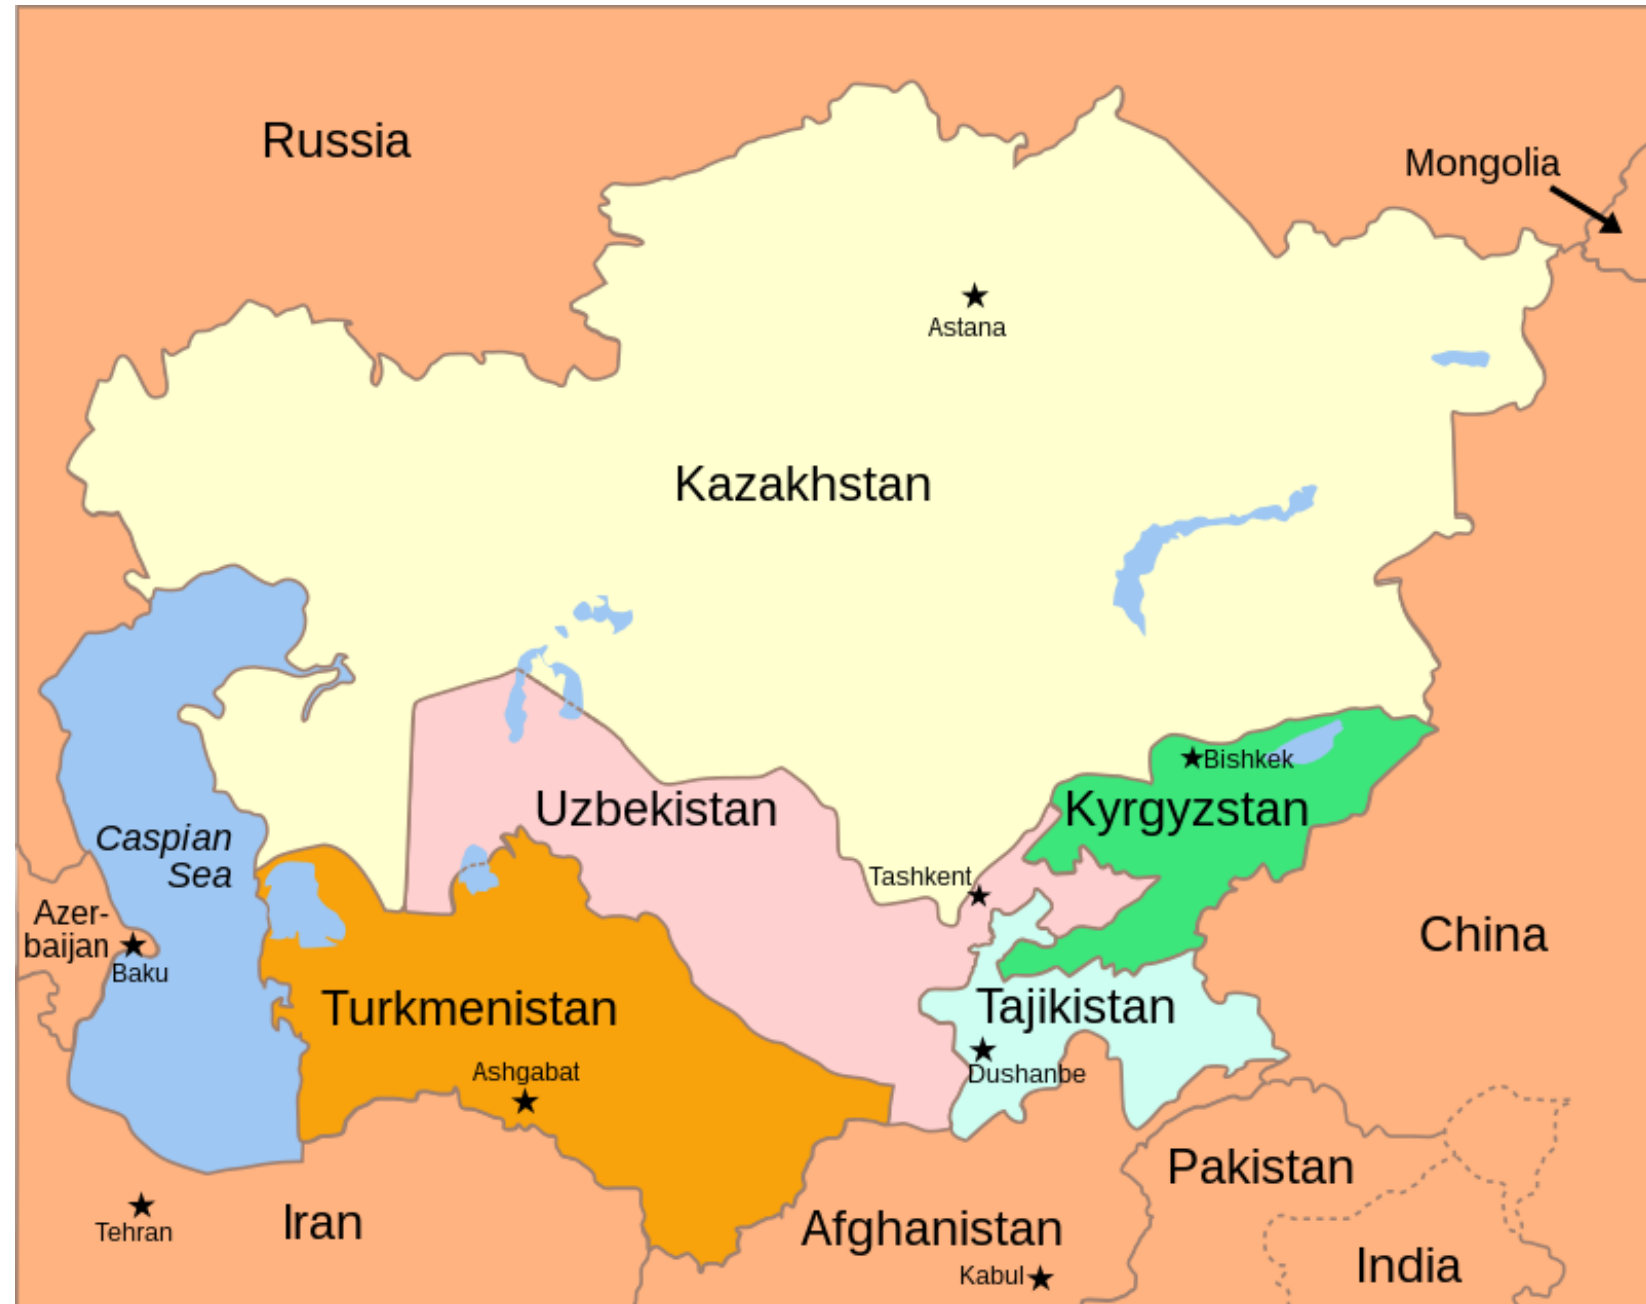 Russia
Mongolia
Astana
Kazakhstan
Bishkek
Uzbekistan
Kyrgyzstan
Caspian
Sea
Tashkent
Azer-
baijan
Baku
China
Turkmenistan
Tajikistan
Ashgabat
Dushanbe
Pakistan
Tehran
Iran
Afghanistan
Kabul
India